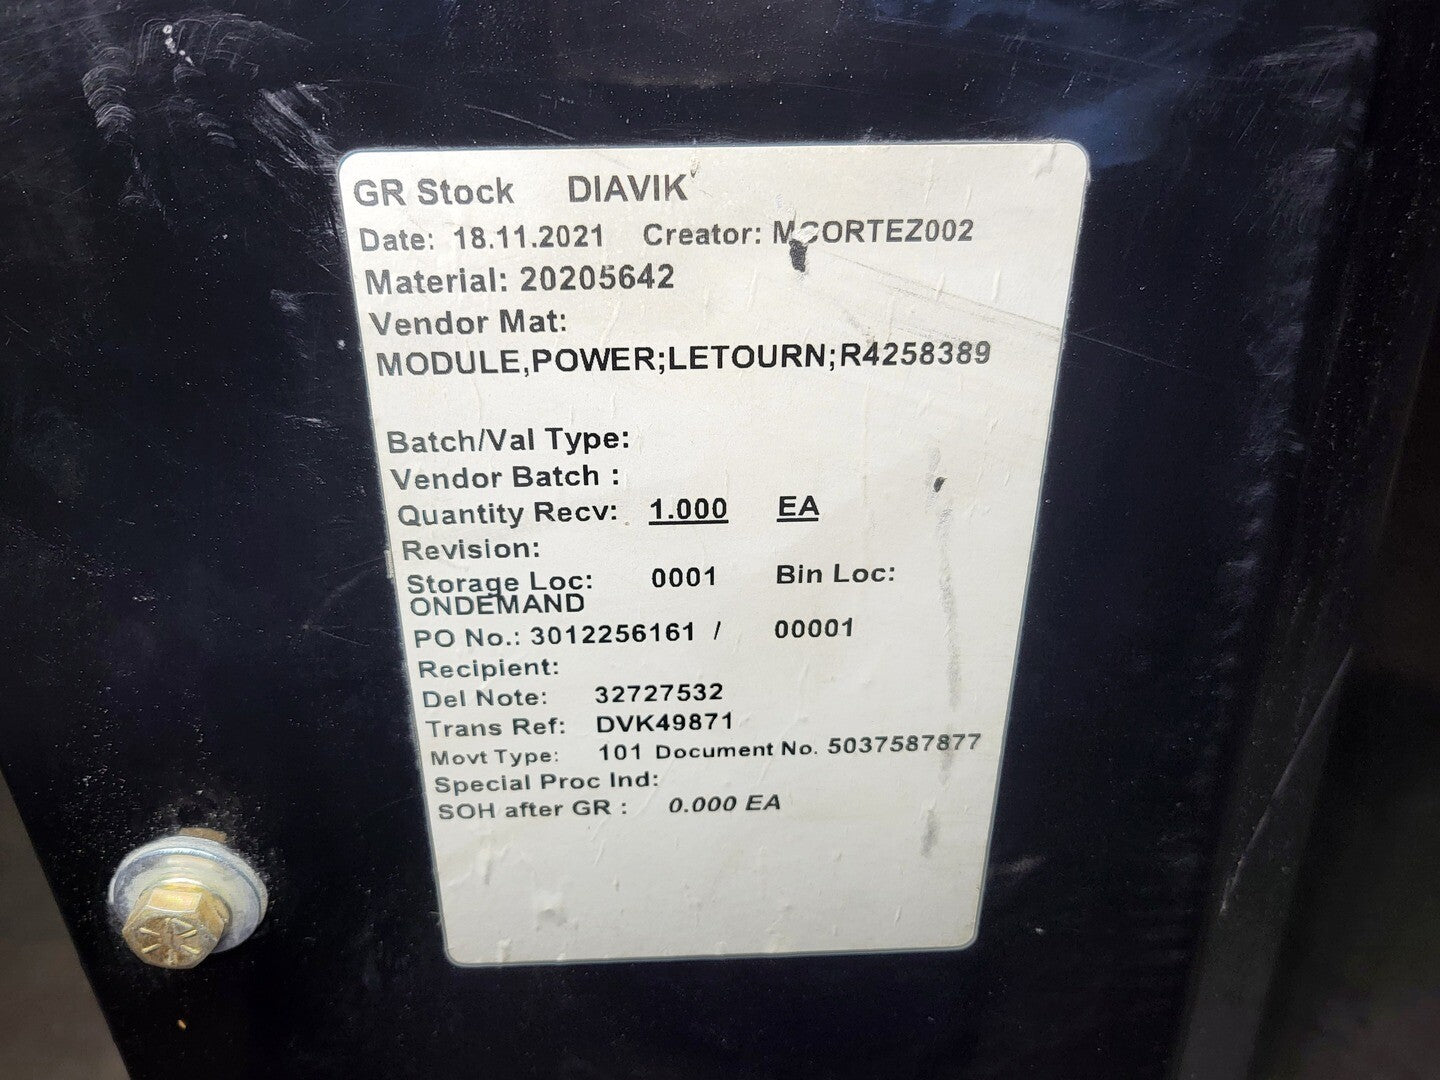 GR Stock DIAVIK
Date: 18.11.2021 Creator: MCORTEZ002
Material: 20205642
Vendor Mat:
MODULE,POWER;LETOURN;R4258389
Batch/Val Type:
Vendor Batch :
Quantity Recv: 1.000 EA
Revision:
Storage Loc: 0001 Bin Loc:
ONDEMAND
PO No.: 3012256161 / 00001
Recipient:
Del Note: 32727532
Trans Ref: DVK49871
Movt Type: 101 Document No. 5037587877
Special Proc Ind:
SOH after GR : 0.000 EA